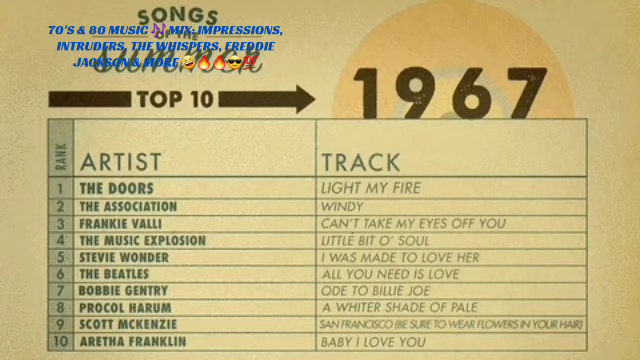 SONGS
OF THE
Summer
70'S & 80 MUSIC 🎶 MIX: IMPRESSIONS,
INTRUDERS, THE WHISPERS, FREDDIE
JACKSON & MORE 🤣🔥🔥😎‼️
TOP 10
1967
RANK ARTIST TRACK
1 THE DOORS LIGHT MY FIRE
2 THE ASSOCIATION WINDY
3 FRANKIE VALLI CAN'T TAKE MY EYES OFF YOU
4 THE MUSIC EXPLOSION LITTLE BIT O' SOUL
5 STEVIE WONDER I WAS MADE TO LOVE HER
6 THE BEATLES ALL YOU NEED IS LOVE
7 BOBBIE GENTRY ODE TO BILLIE JOE
8 PROCOL HARUM A WHITER SHADE OF PALE
9 SCOTT MCKENZIE SAN FRANCISCO (BE SURE TO WEAR FLOWERS IN YOUR HAIR)
10 ARETHA FRANKLIN BABY I LOVE YOU